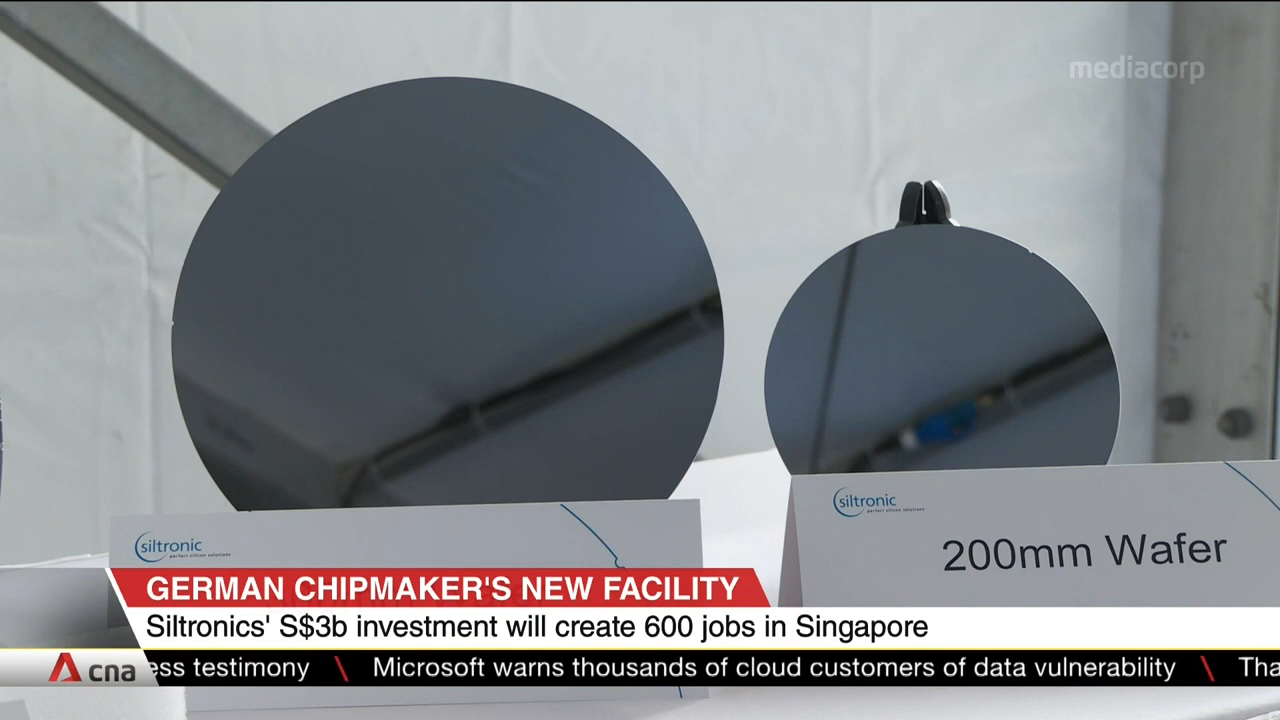 mediacorp
siltronic
perfect silicon solutions
siltronic
perfect silicon solutions
200mm Wafer
GERMAN CHIPMAKER'S NEW FACILITY
Siltronics' S$3b investment will create 600 jobs in Singapore
cna
ess testimony \ Microsoft warns thousands of cloud customers of data vulnerability \ Tha